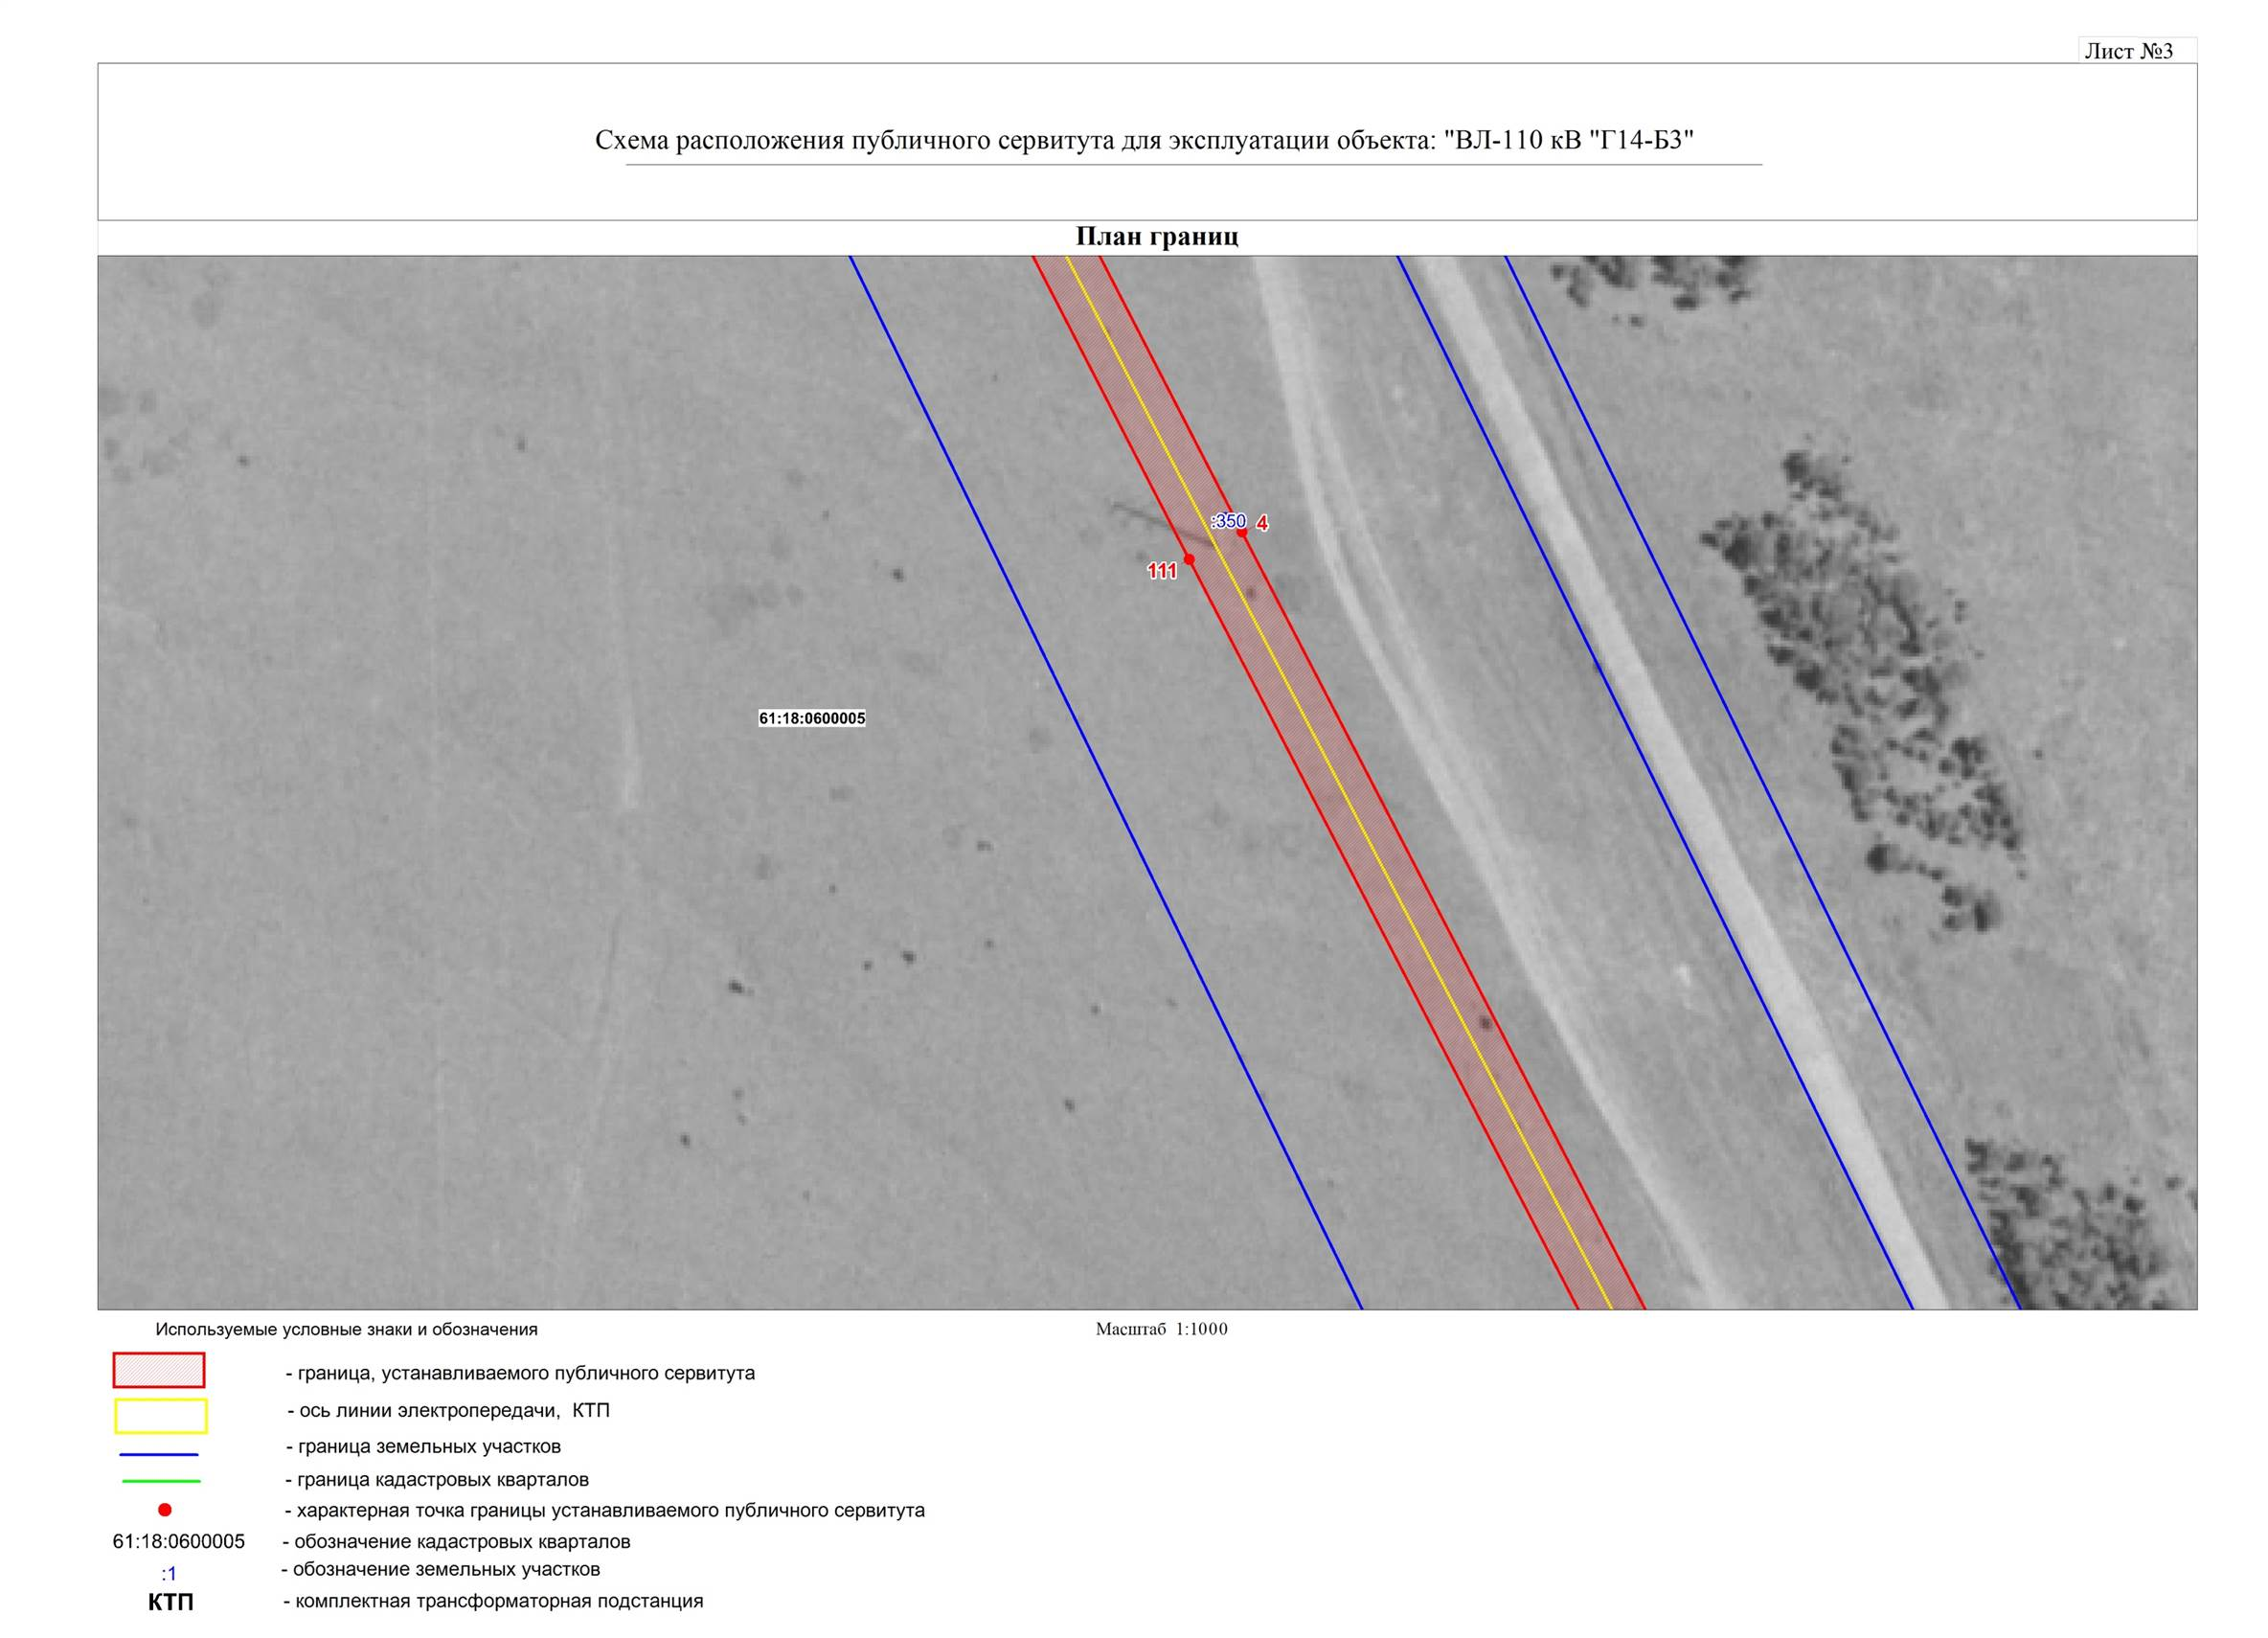 Лист №3
Схема расположения публичного сервитута для эксплуатации объекта: "ВЛ-110 кВ "Г14-Б3"
План границ
:350 4
111
61:18:0600005
Используемые условные знаки и обозначения
Масштаб 1:1000
- граница, устанавливаемого публичного сервитута
- ось линии электропередачи, КТП
- граница земельных участков
- граница кадастровых кварталов
- характерная точка границы устанавливаемого публичного сервитута
61:18:0600005 - обозначение кадастровых кварталов
:1 - обозначение земельных участков
КТП - комплектная трансформаторная подстанция